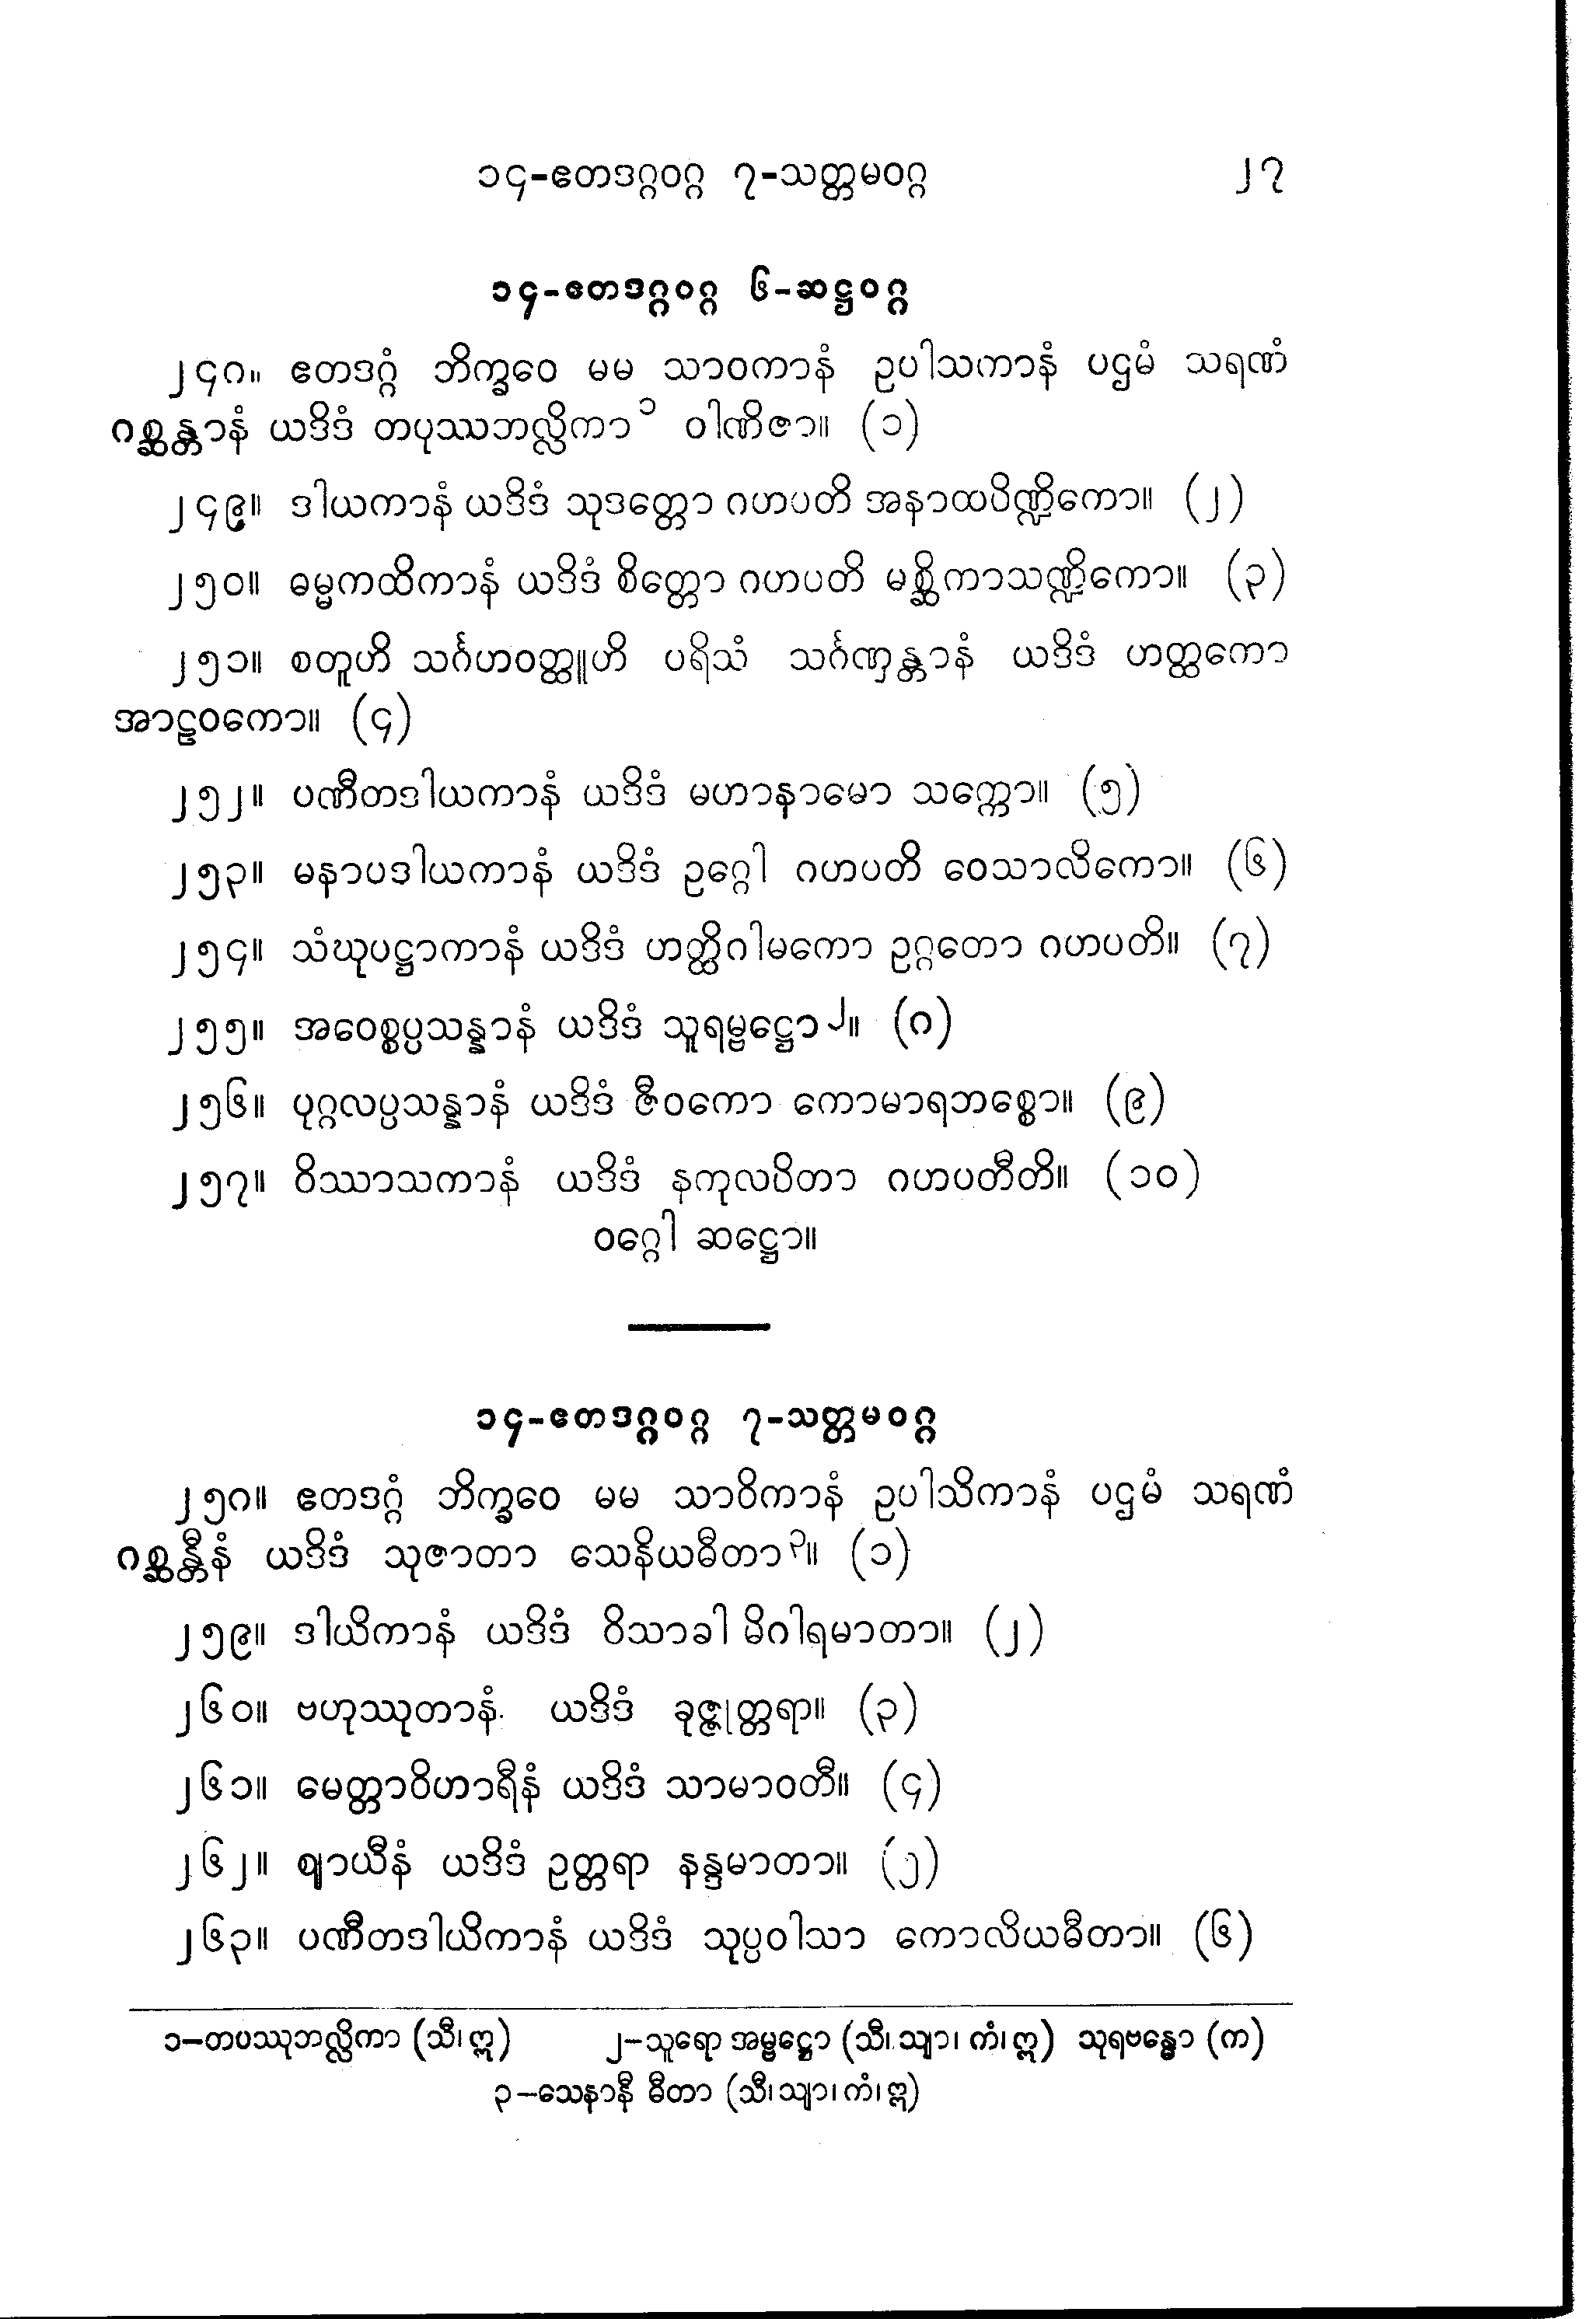 ၁၄-ဧတဒဂ္ဂဝဂ္ဂ ၇-သတ္တမဝဂ္ဂ ၂၇
၁၄-ဧတဒဂ္ဂဝဂ္ဂ ၆-ဆဋ္ဌဝဂ္ဂ
၂၄၈။ ဧတဒဂ္ဂံ ဘိက္ခဝေ မမ သာဝကာနံ ဥပါသကာနံ ပဌမံ သရဏံ
ဂစ္ဆန္တာနံ ယဒိဒံ တပုဿဘလ္လိကာ၁ ဝါဏိဇာ။ (၁)
၂၄၉။ ဒါယကာနံ ယဒိဒံ သုဒတ္တော ဂဟပတိ အနာထပိဏ္ဍိကော။ (၂)
၂၅၀။ ဓမ္မကထိကာနံ ယဒိဒံ စိတ္တော ဂဟပတိ မစ္ဆိကာသဏ္ဍိကော။ (၃)
၂၅၁။ စတူဟိ သင်္ဂဟဝတ္ထူဟိ ပရိသံ သင်္ဂဏှန္တာနံ ယဒိဒံ ဟတ္ထကော
အာဠဝကော။ (၄)
၂၅၂။ ပဏီတဒါယကာနံ ယဒိဒံ မဟာနာမော သက္ကော။ (၅)
၂၅၃။ မနာပဒါယကာနံ ယဒိဒံ ဥဂ္ဂေါ ဂဟပတိ ဝေသာလိကော။ (၆)
၂၅၄။ သံဃုပဋ္ဌာကာနံ ယဒိဒံ ဟတ္ထိဂါမကော ဥဂ္ဂတော ဂဟပတိ။ (၇)
၂၅၅။ အဝေစ္စပ္ပသန္နာနံ ယဒိဒံ သူရမ္ဗဋ္ဌော၂။ (၈)
၂၅၆။ ပုဂ္ဂလပ္ပသန္နာနံ ယဒိဒံ ဇီဝကော ကောမာရဘစ္စော။ (၉)
၂၅၇။ ဝိဿာသကာနံ ယဒိဒံ နကုလပိတာ ဂဟပတီတိ။ (၁၀)
ဝဂ္ဂေါ ဆဋ္ဌော။
၁၄-ဧတဒဂ္ဂဝဂ္ဂ ၇-သတ္တမဝဂ္ဂ
၂၅၈။ ဧတဒဂ္ဂံ ဘိက္ခဝေ မမ သာဝိကာနံ ဥပါသိကာနံ ပဌမံ သရဏံ
ဂစ္ဆန္တီနံ ယဒိဒံ သုဇာတာ သေနိယဓီတာ၃။ (၁)
၂၅၉။ ဒါယိကာနံ ယဒိဒံ ဝိသာခါ မိဂါရမာတာ။ (၂)
၂၆၀။ ဗဟုဿုတာနံ ယဒိဒံ ခုဇ္ဇုတ္တရာ။ (၃)
၂၆၁။ မေတ္တာဝိဟာရီနံ ယဒိဒံ သာမာဝတီ။ (၄)
၂၆၂။ ဈာယီနံ ယဒိဒံ ဥတ္တရာ နန္ဒမာတာ။ (၅)
၂၆၃။ ပဏီတဒါယိကာနံ ယဒိဒံ သုပ္ပဝါသာ ကောလိယဓီတာ။ (၆)
၁-တပဿုဘလ္လိကာ (သီ၊ ဣ) ၂-သူရော အမ္ဗဋ္ဌော (သီ၊ သျာ၊ ကံ၊ ဣ) သုရဗန္ဓော (က)
၃-သေနာနီ ဓီတာ (သီ၊ သျာ၊ ကံ၊ ဣ)